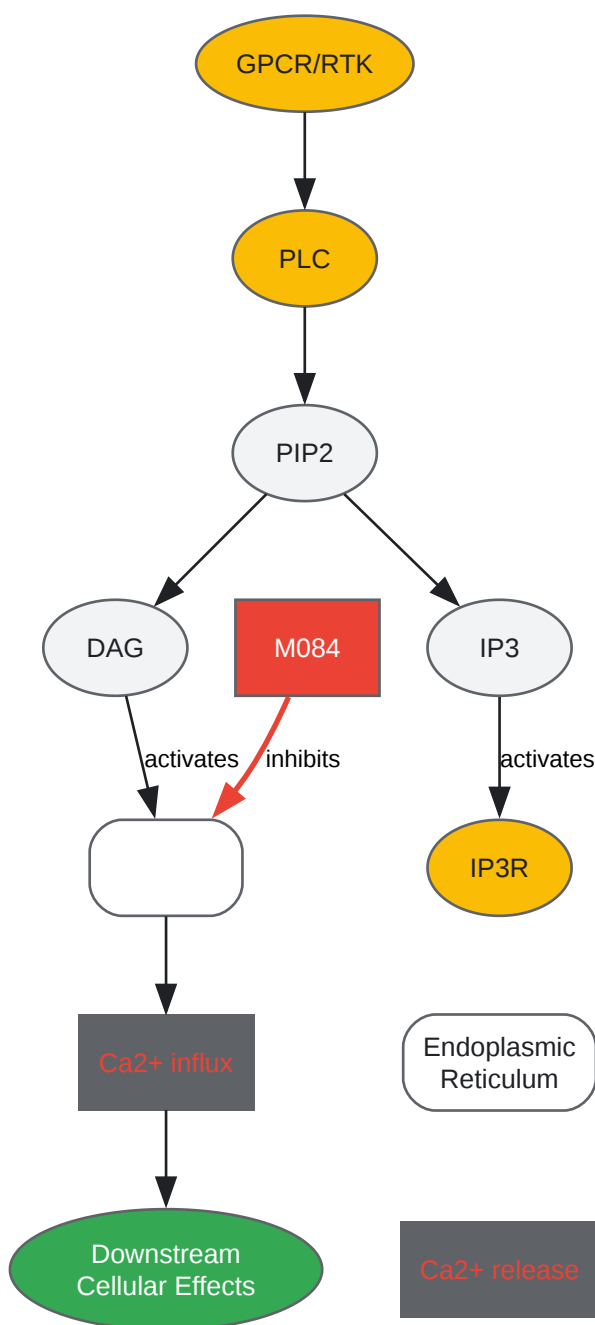 GPCR/RTK
PLC
PIP2
DAG
M084
IP3
activates
inhibits
activates
IP3R
Ca2+ influx
Endoplasmic
Reticulum
Downstream
Cellular Effects
Ca2+ release